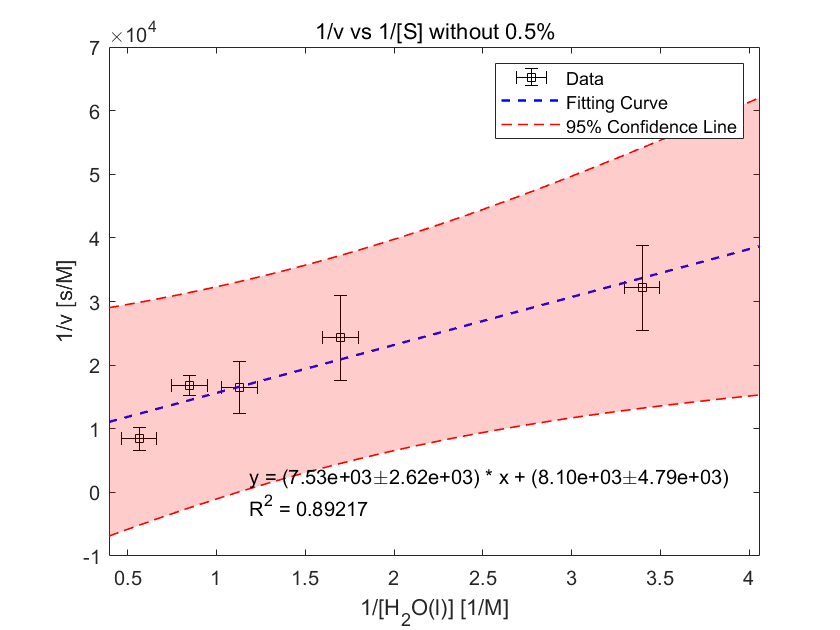 1/v vs 1/[S] without 0.5%
×10^4
7
6
5
4
3
2
1
0
-1
1/v [s/M]
Data
Fitting Curve
95% Confidence Line
y = (7.53e+03±2.62e+03) * x + (8.10e+03±4.79e+03)
R^2 = 0.89217
0.5 1 1.5 2 2.5 3 3.5 4
1/[H_2O(l)] [1/M]